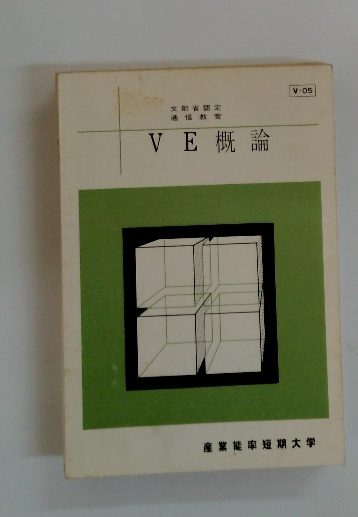 V-05
文部省認定
通信教育
VE概論
産業能率短期大学